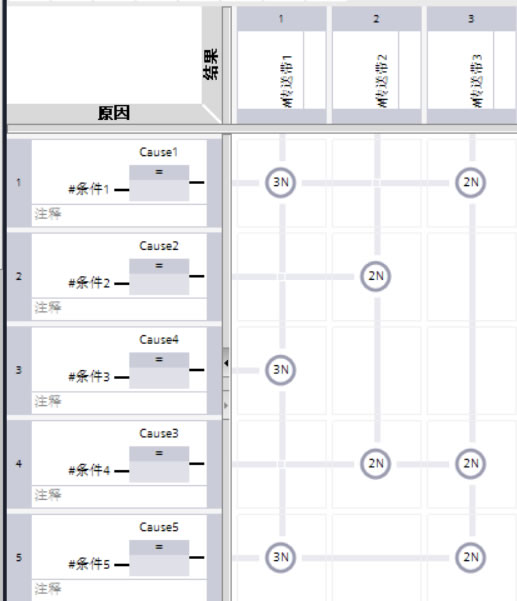 结果
原因
1 2 3
#传送带1 #传送带2 #传送带3
Cause1
1 #条件1 = 3N 2N
注释
Cause2
2 #条件2 = 2N
注释
Cause4
3 #条件3 = 3N
注释
Cause3
4 #条件4 = 2N 2N
注释
Cause5
5 #条件5 = 3N 2N
注释